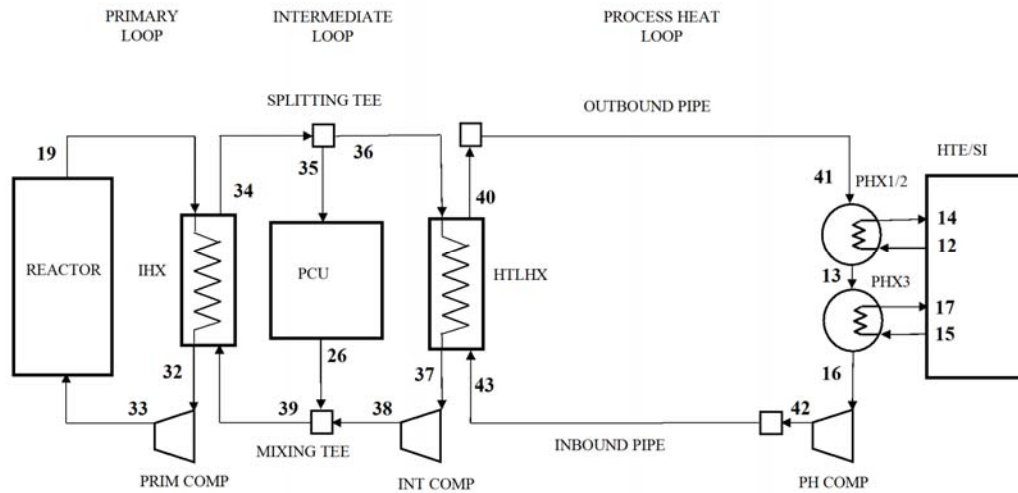 PRIMARY
LOOP
INTERMEDIATE
LOOP
PROCESS HEAT
LOOP
SPLITTING TEE
OUTBOUND PIPE
19
34
35
36
40
41
PHX1/2
HTE/SI
14
12
13
PHX3
17
15
16
REACTOR
IHX
PCU
HTLHX
32
26
37
43
33
39
38
42
PRIM COMP
MIXING TEE
INT COMP
INBOUND PIPE
PH COMP